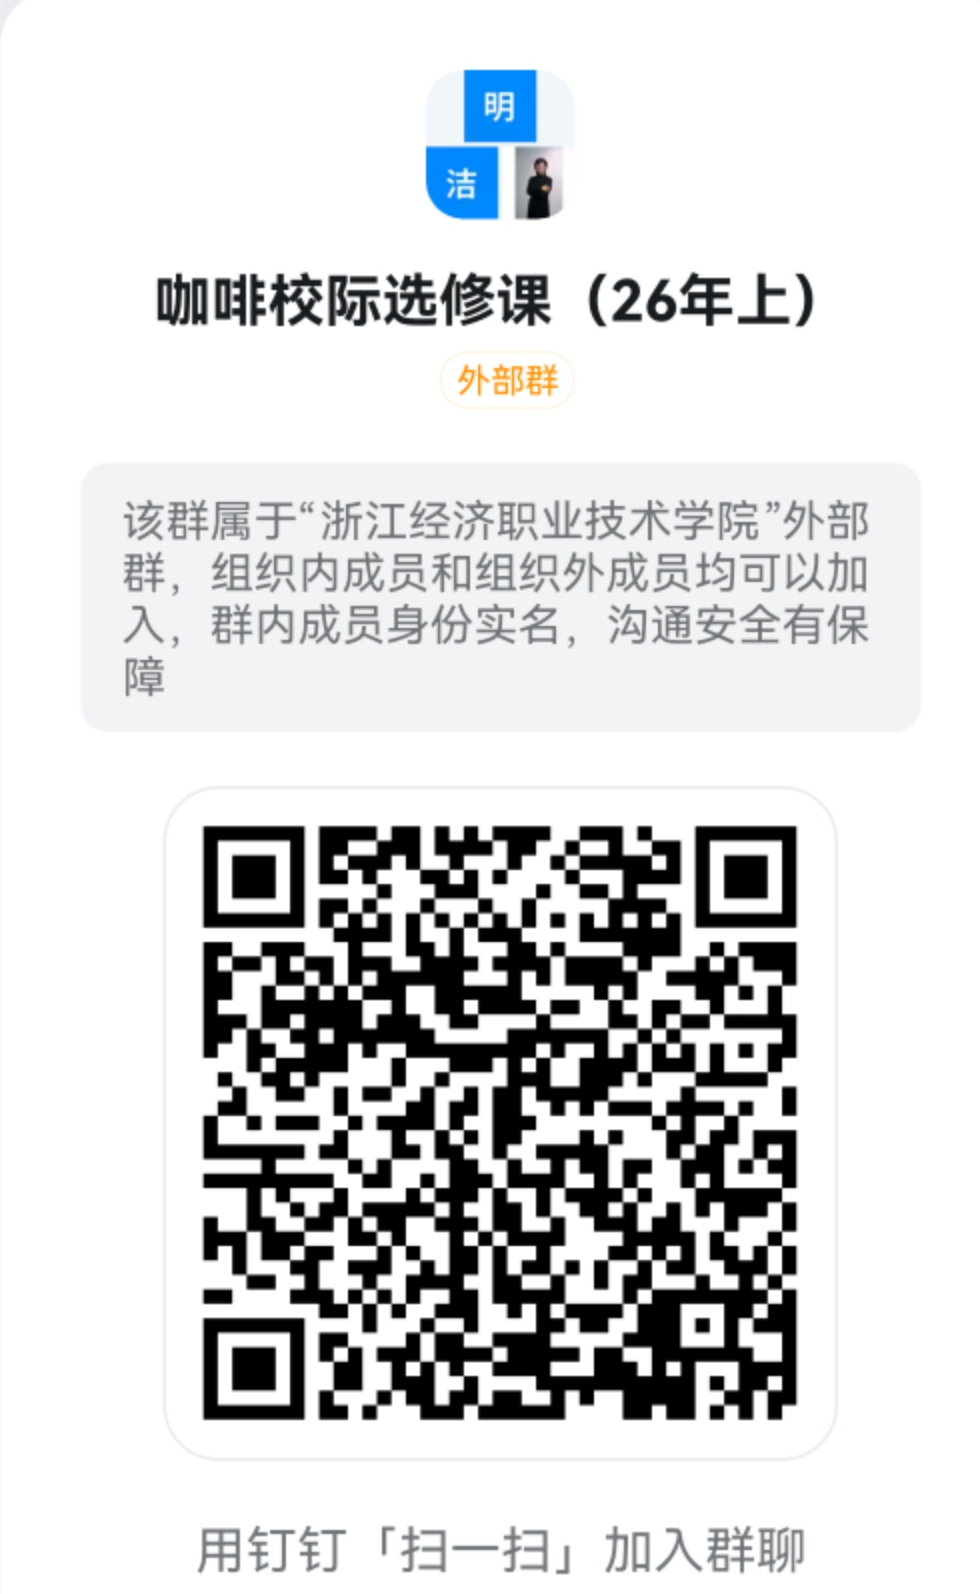 明
洁
咖啡校际选修课（26年上）
外部群
该群属于“浙江经济职业技术学院”外部
群，组织内成员和组织外成员均可以加
入，群内成员身份实名，沟通安全有保
障
用钉钉「扫一扫」加入群聊